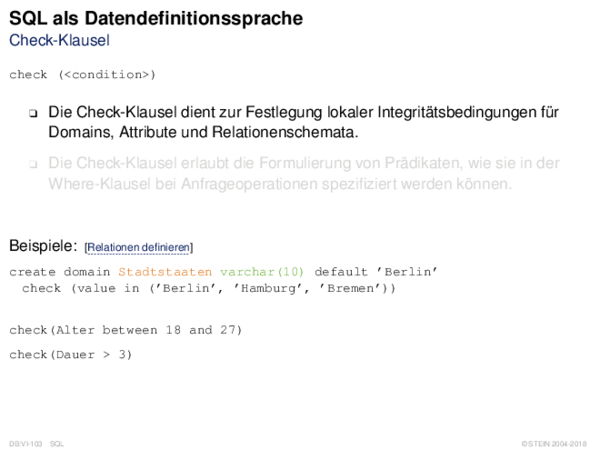 SQL als Datendefinitionssprache
Check-Klausel
check (<condition>)
❑ Die Check-Klausel dient zur Festlegung lokaler Integritätsbedingungen für
Domains, Attribute und Relationenschemata.
❑ Die Check-Klausel erlaubt die Formulierung von Prädikaten, wie sie in der
Where-Klausel bei Anfrageoperationen spezifiziert werden können.
Beispiele: [Relationen definieren]
create domain Stadtstaaten varchar(10) default ’Berlin’
check (value in (’Berlin’, ’Hamburg’, ’Bremen’))
check(Alter between 18 and 27)
check(Dauer > 3)
DB:VI-103 SQL © STEIN 2004-2018